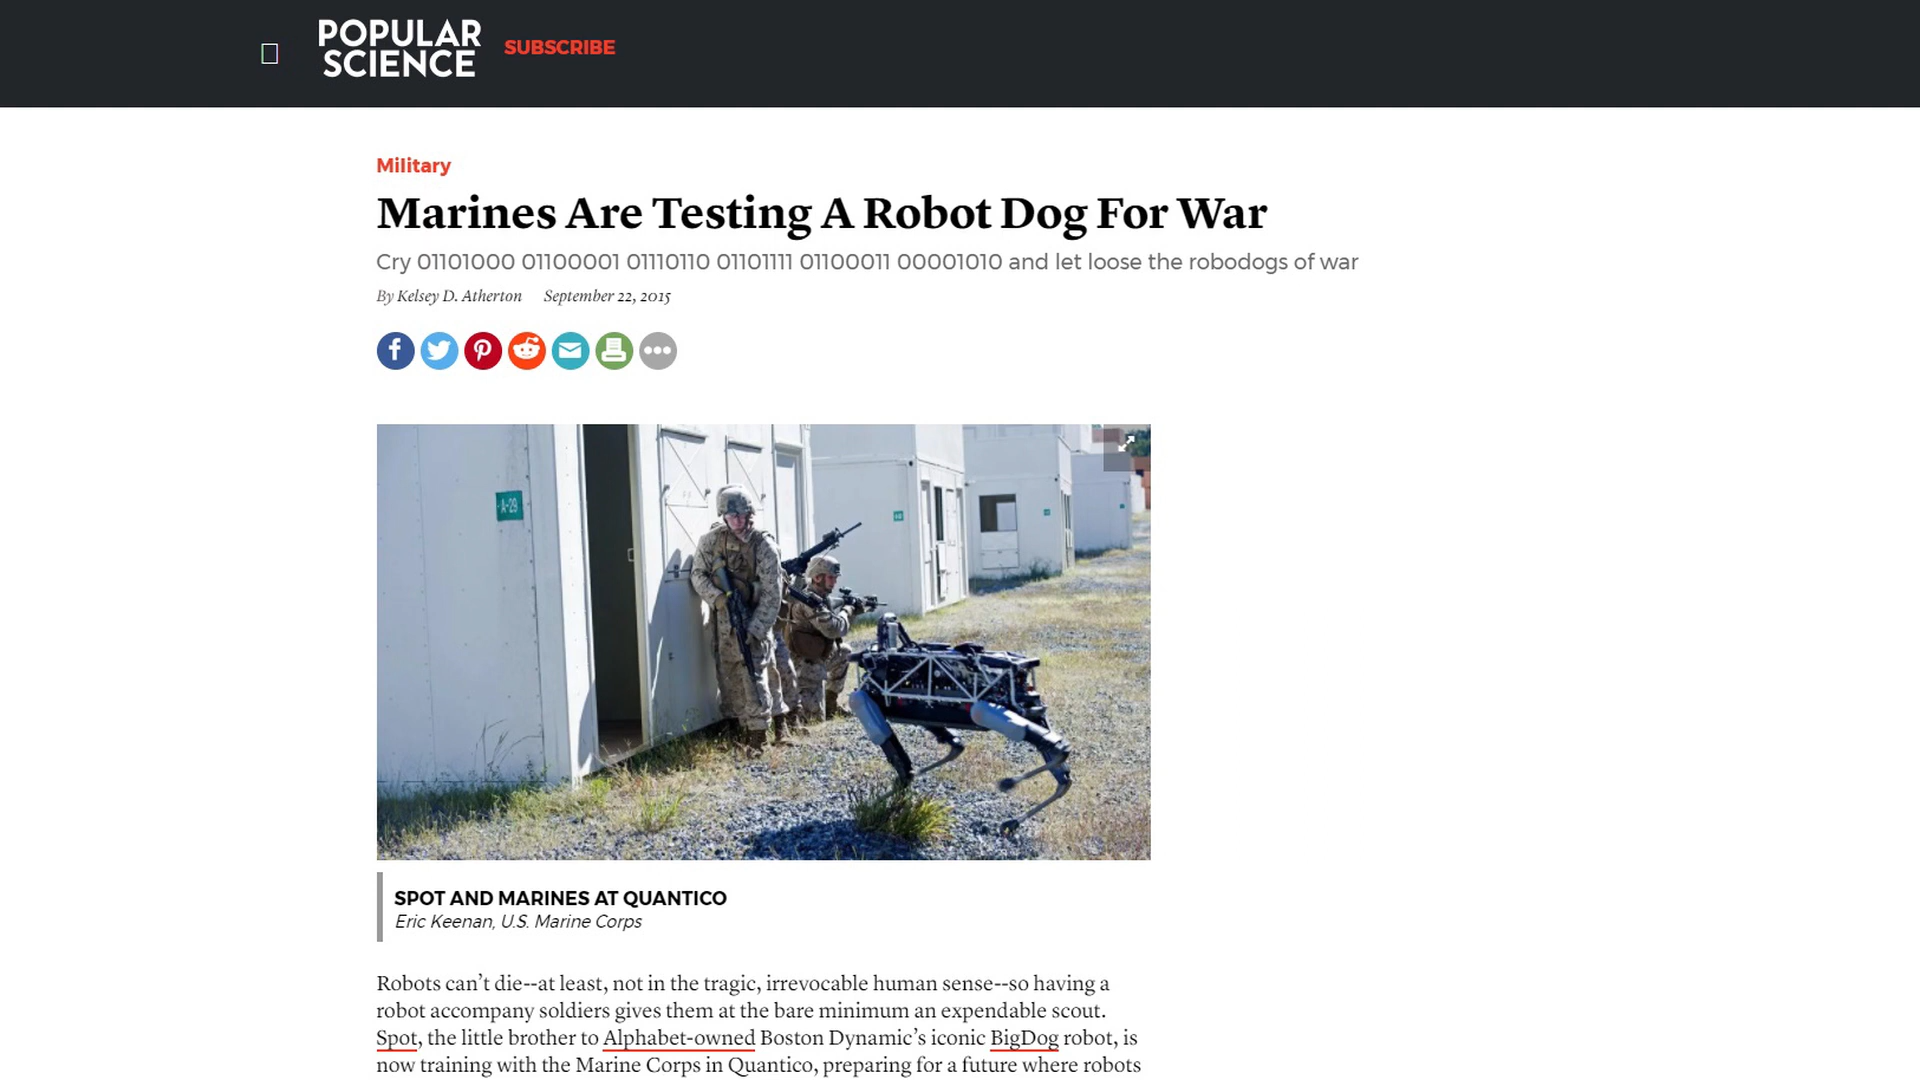 POPULAR
SCIENCE
SUBSCRIBE
Military
Marines Are Testing A Robot Dog For War
Cry 01101000 01100001 01110110 01101111 01100011 00001010 and let loose the robodogs of war
By Kelsey D. Atherton September 22, 2015
A-29
SPOT AND MARINES AT QUANTICO
Eric Keenan, U.S. Marine Corps
Robots can’t die--at least, not in the tragic, irrevocable human sense--so having a
robot accompany soldiers gives them at the bare minimum an expendable scout.
Spot, the little brother to Alphabet-owned Boston Dynamic’s iconic BigDog robot, is
now training with the Marine Corps in Quantico, preparing for a future where robots